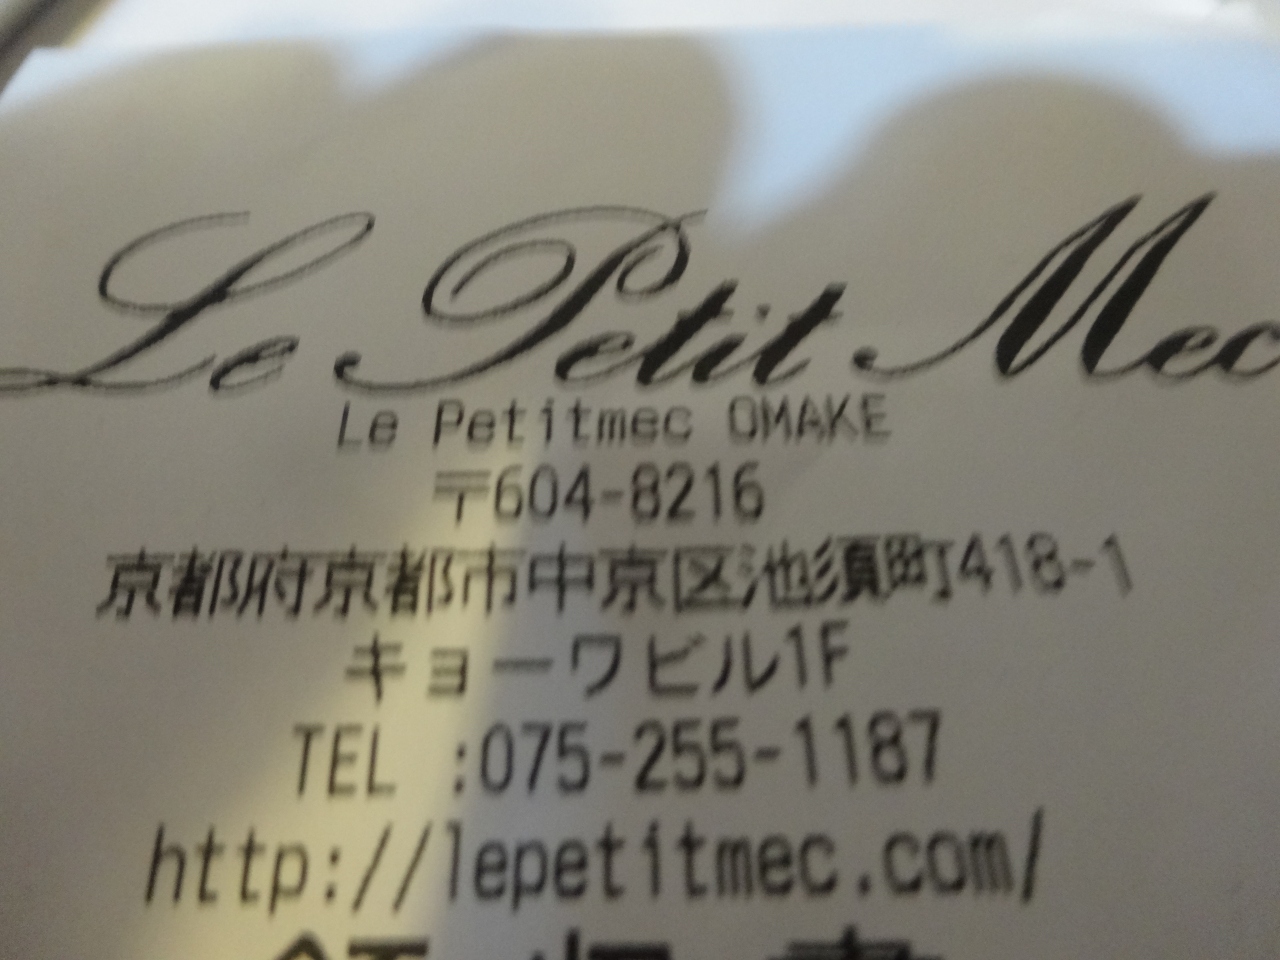 Le Petit Mec
Le Petitmec OMAKE
〒604-8216
京都府京都市中京区池須町418-1
キョーワビル1F
TEL :075-255-1187
http://lepetitmec.com/